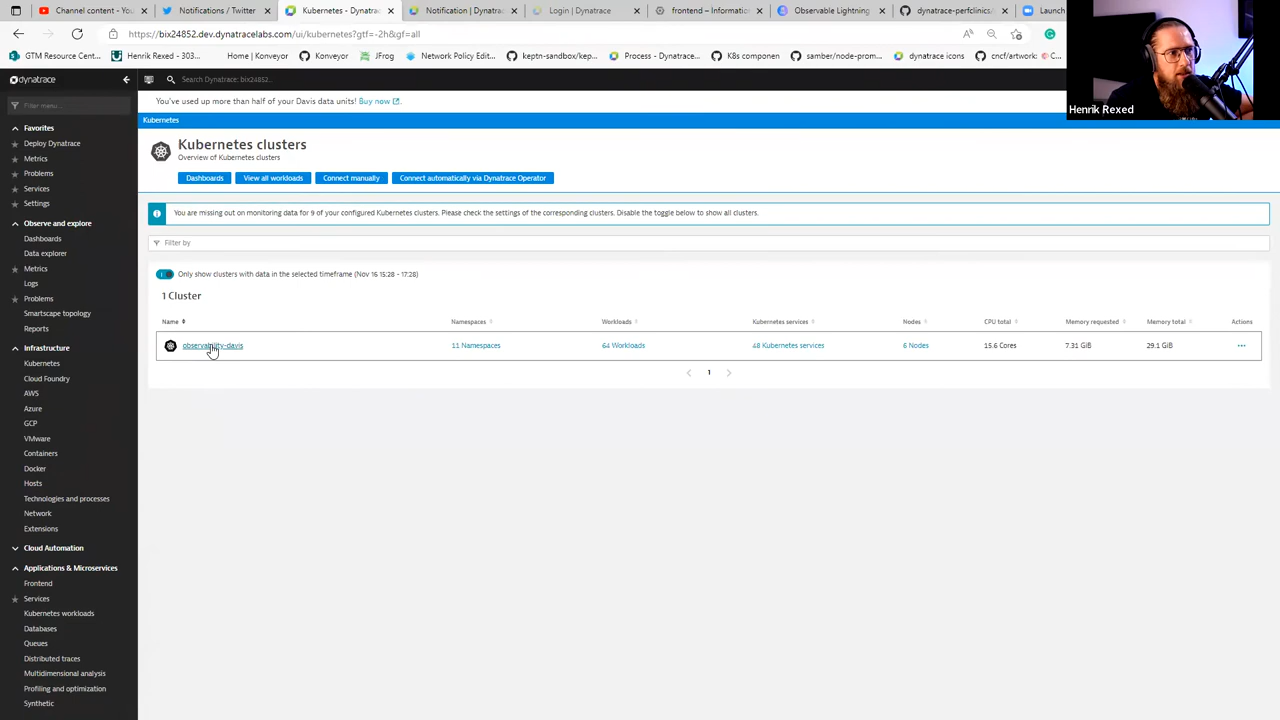 Content youtube - Y
Notifications / Twitter
Kubernetes - Dynatrac
Notification | Dynatrac
Login | Dynatrace
frontend – Informat
Observable Lightning
dynatrace-perfclinics
Launch
https://bix24852.dev.dynatracelabs.com/ui/kubernetes?gtf=-2h&gf=all
GTM Resource Cent...
Henrik Rexed - 303...
Konveyor
JFrog
Konveyor
keptn-sandbox/kep...
Process - Dynatrac...
K8s componen
samber/node-prom
dynatrace icons
cncf/artwork:
dynatrace
Search Dynatrace: bix24852...
Henrik Rexed
Filter menu...
You've used up more than half of your Davis data units! Buy now
Kubernetes
Favorites
Deploy Dynatrace
Metrics
Problems
Services
Settings
Kubernetes clusters
Overview of Kubernetes clusters
Dashboards
View all workloads
Connect manually
Connect automatically via Dynatrace Operator
Observe and explore
Dashboards
Data explorer
Metrics
Logs
Problems
Smartscape topology
Reports
You are missing out on monitoring data for 9 of your configured Kubernetes clusters. Please check the settings of the corresponding clusters. Disable the toggle below to show all clusters.
Filter by
Only show clusters with data in the selected timeframe (Nov 16 15:28 - 17:28)
1 Cluster
Name
Namespaces
Workloads
Kubernetes services
Nodes
CPU total
Memory requested
Memory total
Actions
observability-davis
11 Namespaces
64 Workloads
48 Kubernetes services
6 Nodes
15.6 Cores
7.31 GiB
29.1 GiB
...
1
Infrastructure
Kubernetes
Cloud Foundry
AWS
Azure
GCP
VMware
Containers
Docker
Hosts
Technologies and processes
Network
Extensions
Cloud Automation
Applications & Microservices
Frontend
Services
Kubernetes workloads
Databases
Queues
Distributed traces
Multidimensional analysis
Profiling and optimization
Synthetic